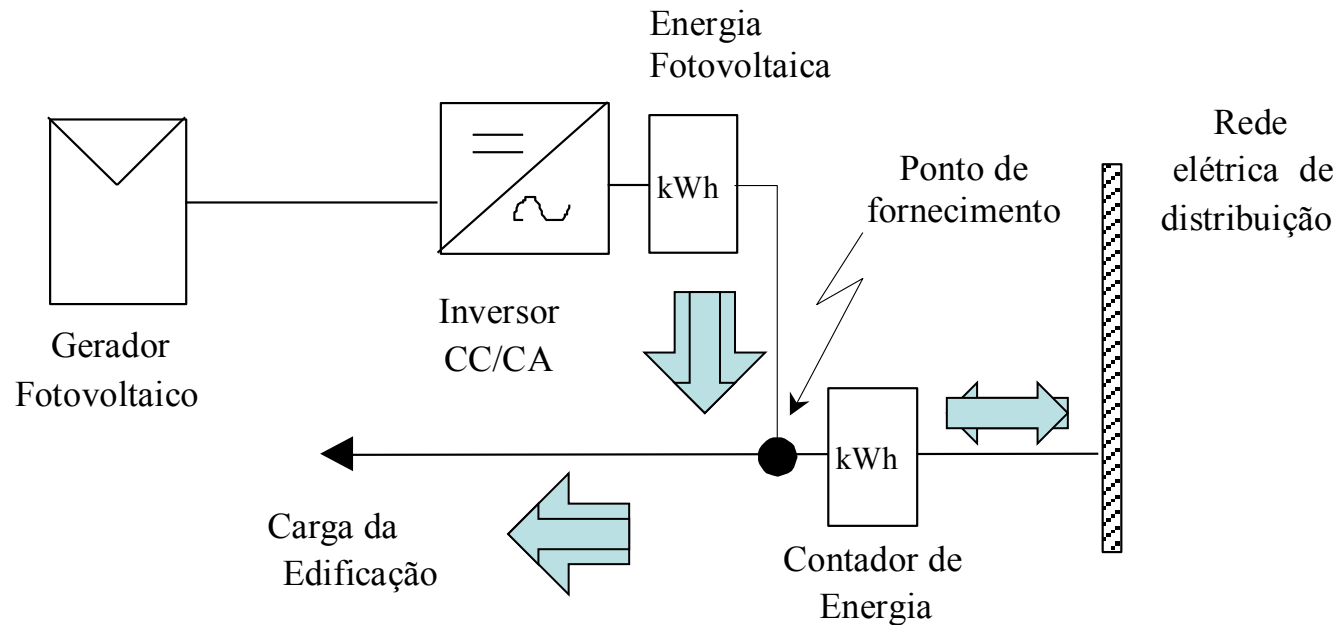 Energia
Fotovoltaica
Rede
elétrica de
distribuição
Ponto de
fornecimento
kWh
Inversor
CC/CA
Gerador
Fotovoltaico
kWh
Carga da
Edificação
Contador de
Energia